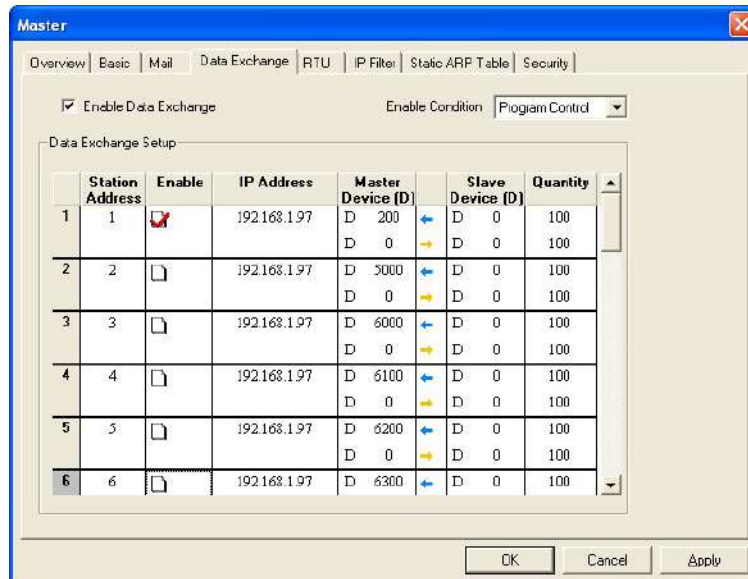 Master
Overview Basic Mail Data Exchange RTU IP Filter Static ARP Table Security
Enable Data Exchange Enable Condition Program Control
Data Exchange Setup
Station Address Enable IP Address Master Device (D) Slave Device (D) Quantity
1 1 192.168.1.97 D 200 D 0 100
D 0 D 0 100
2 2 192.168.1.97 D 5000 D 0 100
D 0 D 0 100
3 3 192.168.1.97 D 6000 D 0 100
D 0 D 0 100
4 4 192.168.1.97 D 6100 D 0 100
D 0 D 0 100
5 5 192.168.1.97 D 6200 D 0 100
D 0 D 0 100
6 6 192.168.1.97 D 6300 D 0 100
OK Cancel Apply